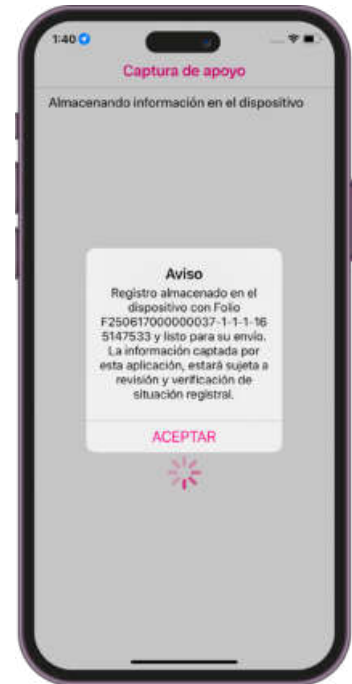 1:40
Captura de apoyo
Almacenando información en el dispositivo
Aviso
Registro almacenado en el
dispositivo con Folio
F250617000000037-1-1-1-16
5147533 y listo para su envío.
La información captada por
esta aplicación, estará sujeta a
revisión y verificación de
situación registral.
ACEPTAR